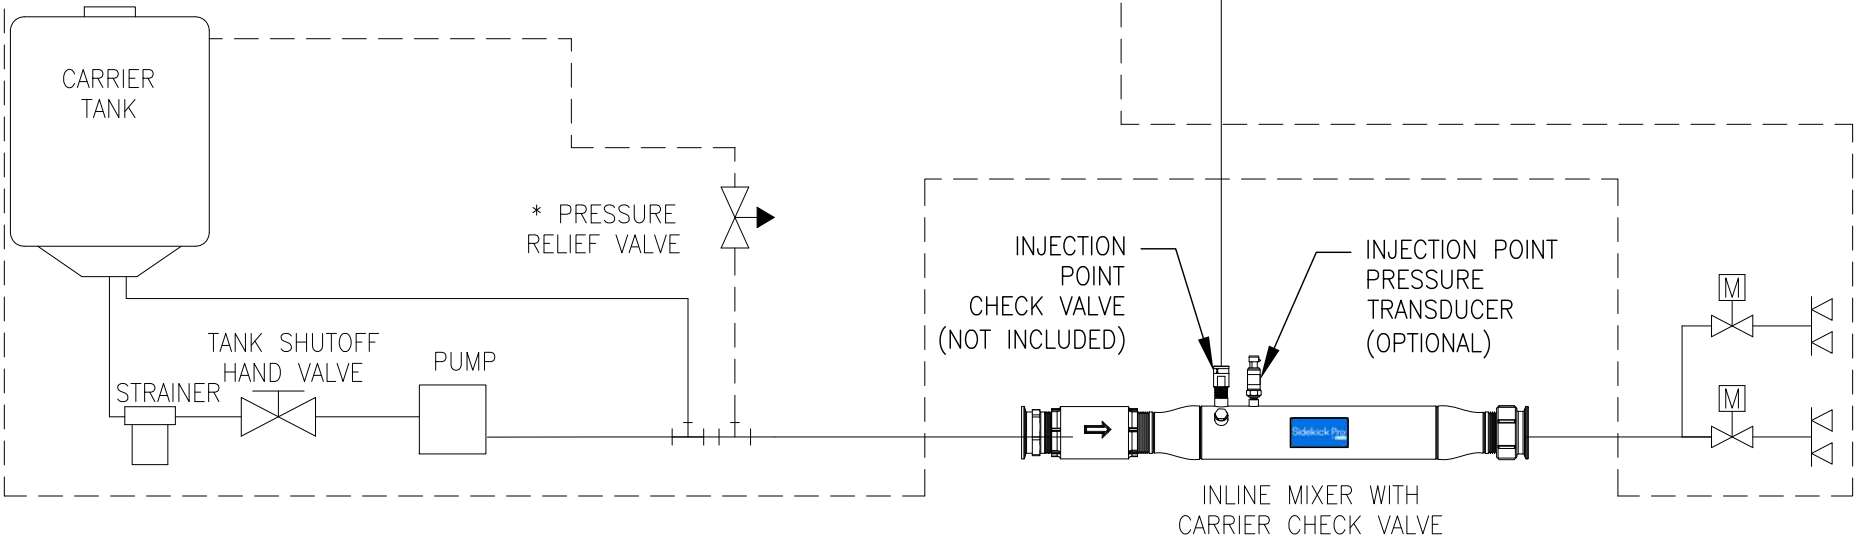 CARRIER
TANK
* PRESSURE
RELIEF VALVE
INJECTION
POINT
CHECK VALVE
(NOT INCLUDED)
INJECTION POINT
PRESSURE
TRANSDUCER
(OPTIONAL)
M
TANK SHUTOFF
HAND VALVE
PUMP
STRAINER
M
Sidekick Pro
INLINE MIXER WITH
CARRIER CHECK VALVE